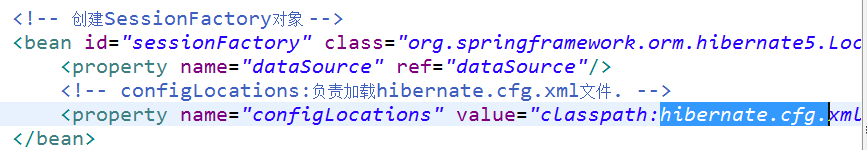 <!-- 创建SessionFactory对象 -->
<bean id="sessionFactory" class="org.springframework.orm.hibernate5.Loc
<property name="dataSource" ref="dataSource"/>
<!-- configLocations:负责加载hibernate.cfg.xml文件. -->
<property name="configLocations" value="classpath:hibernate.cfg.xml
</bean>